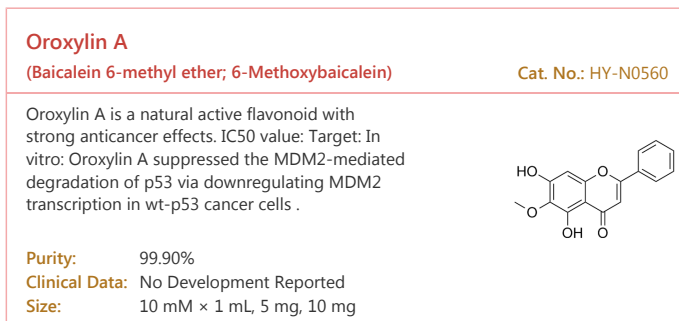 Oroxylin A
(Baicalein 6-methyl ether; 6-Methoxybaicalein) Cat. No.: HY-N0560
Oroxylin A is a natural active flavonoid with
strong anticancer effects. IC50 value: Target: In
vitro: Oroxylin A suppressed the MDM2-mediated
degradation of p53 via downregulating MDM2
transcription in wt-p53 cancer cells .
HO
O
O
OH
O
Purity: 99.90%
Clinical Data: No Development Reported
Size: 10 mM × 1 mL, 5 mg, 10 mg